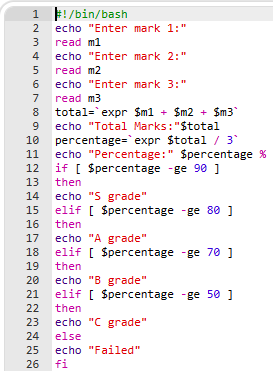 1 #!/bin/bash
2 echo "Enter mark 1:"
3 read m1
4 echo "Enter mark 2:"
5 read m2
6 echo "Enter mark 3:"
7 read m3
8 total=`expr $m1 + $m2 + $m3`
9 echo "Total Marks:"$total
10 percentage=`expr $total / 3`
11 echo "Percentage:" $percentage %
12 if [ $percentage -ge 90 ]
13 then
14 echo "S grade"
15 elif [ $percentage -ge 80 ]
16 then
17 echo "A grade"
18 elif [ $percentage -ge 70 ]
19 then
20 echo "B grade"
21 elif [ $percentage -ge 50 ]
22 then
23 echo "C grade"
24 else
25 echo "Failed"
26 fi